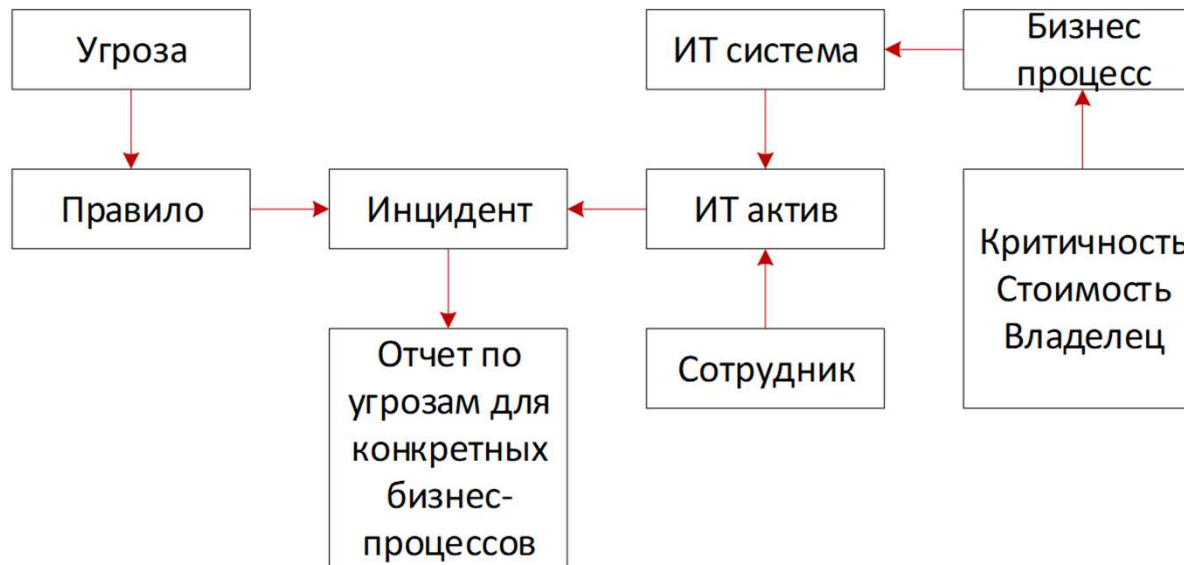 Угроза
ИТ система
Бизнес
процесс
Правило
Инцидент
ИТ актив
Критичность
Стоимость
Владелец
Отчет по
угрозам для
конкретных
бизнес-
процессов
Сотрудник